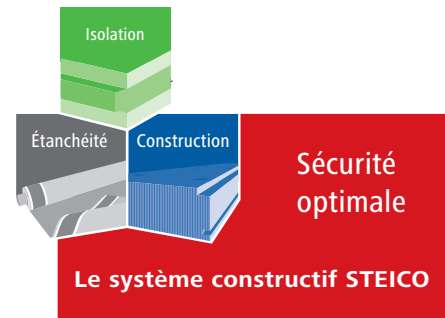 Isolation
Étanchéité
Construction
Sécurité
optimale
Le système constructif STEICO